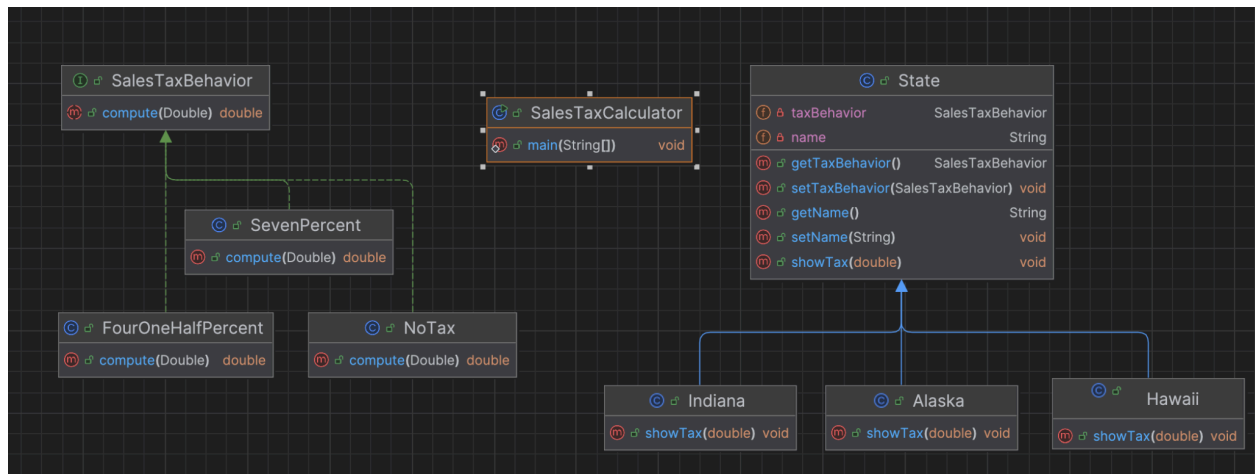 SalesTaxBehavior
compute(Double) double
SalesTaxCalculator
main(String[]) void
State
taxBehavior SalesTaxBehavior
name String
getTaxBehavior() SalesTaxBehavior
setTaxBehavior(SalesTaxBehavior) void
getName() String
setName(String) void
showTax(double) void
SevenPercent
compute(Double) double
FourOneHalfPercent
compute(Double) double
NoTax
compute(Double) double
Indiana
showTax(double) void
Alaska
showTax(double) void
Hawaii
showTax(double) void